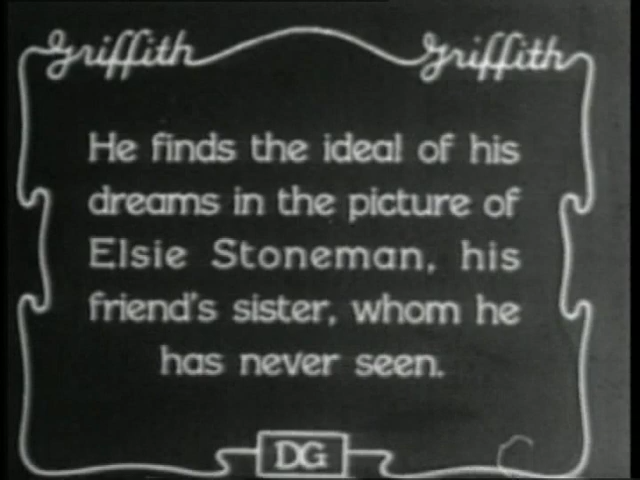 Griffith Griffith
He finds the ideal of his
dreams in the picture of
Elsie Stoneman, his
friend's sister, whom he
has never seen.
DG